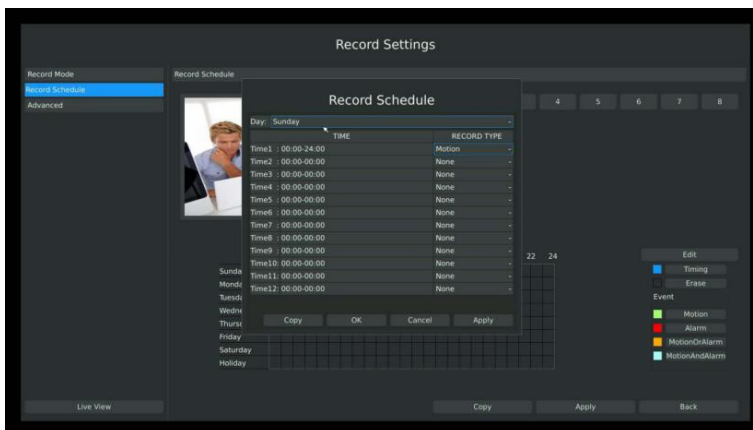 Record Settings
Record Mode
Record Schedule
Advanced
Record Schedule
4 5 6 7 8
Record Schedule
Day: Sunday
TIME RECORD TYPE
Time1 : 00:00-24:00 Motion
Time2 : 00:00-00:00 None
Time3 : 00:00-00:00 None
Time4 : 00:00-00:00 None
Time5 : 00:00-00:00 None
Time6 : 00:00-00:00 None
Time7 : 00:00-00:00 None
Time8 : 00:00-00:00 None
Time9 : 00:00-00:00 None
Time10: 00:00-00:00 None
Time11: 00:00-00:00 None
Time12: 00:00-00:00 None
Copy OK Cancel Apply
22 24
Sunda
Monda
Tuesda
Wedne
Thursd
Friday
Saturday
Holiday
Edit
Timing
Erase
Event
Motion
Alarm
MotionOrAlarm
MotionAndAlarm
Live View
Copy Apply Back